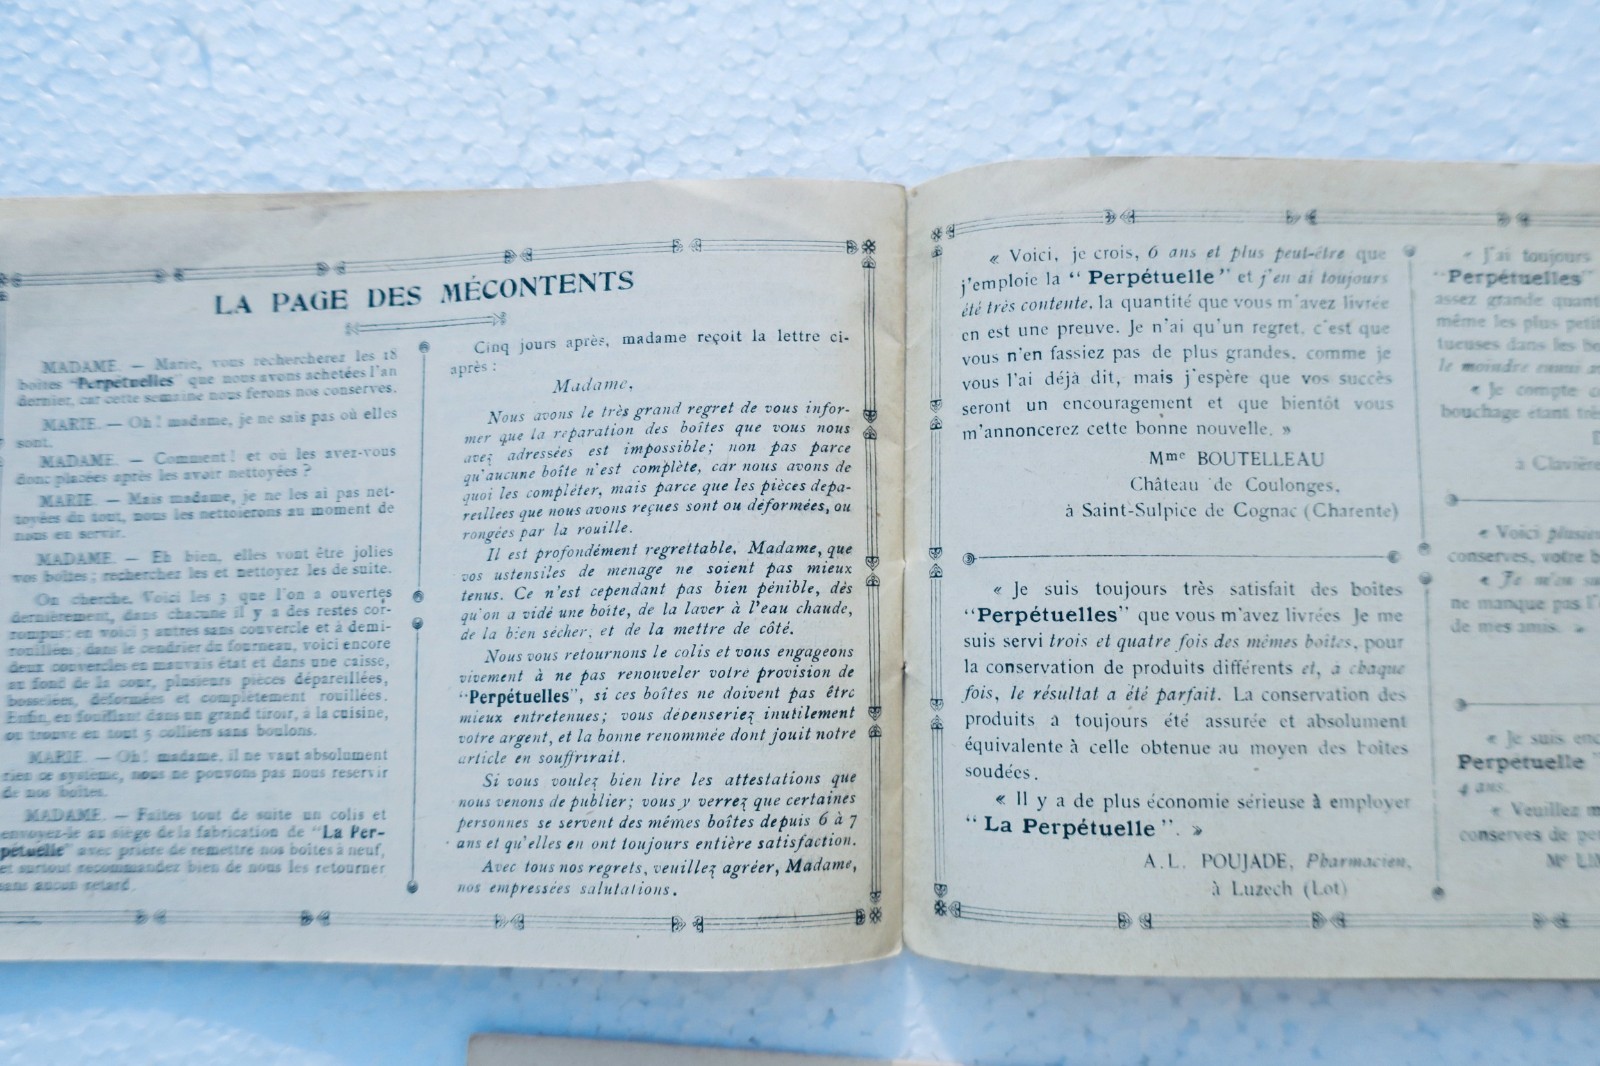 LA PAGE DES MÉCONTENTS
MADAME. — Marie, vous rechercherez les 18
boîtes "Perpétuelles" que nous avons achetées l'an
dernier, car cette semaine nous ferons nos conserves.
MARIE. — Oh! madame, je ne sais pas où elles
sont.
MADAME. — Comment! et où les avez-vous
donc placées après les avoir nettoyées ?
MARIE. — Mais madame, je ne les ai pas net-
toyées du tout, nous les nettoierons au moment de
nous en servir.
MADAME. — Eh bien, elles vont être jolies
vos boîtes; recherchez les et nettoyez les de suite.
On cherche. Voici les 3 que l'on a ouvertes
dernièrement, dans chacune il y a des restes cor-
rompus; en voici 3 autres sans couvercle et à demi-
rouillées; dans le cendrier du fourneau, voici encore
deux couvercles en mauvais état et dans une caisse,
au fond de la cour, plusieurs pièces dépareillées,
bosselées, déformées et complètement rouillées.
Enfin, en fouillant dans un grand tiroir, à la cuisine,
on trouve en tout 5 colliers sans boulons.
MARIE. — Oh! madame, il ne vaut absolument
rien ce système, nous ne pouvons pas nous reservir
de nos boîtes.
MADAME. — Faites tout de suite un colis et
envoyez-le au siège de la fabrication de "La Per-
pétuelle" avec prière de remettre nos boîtes à neuf,
et surtout recommandez bien de nous les retourner
sans aucun retard.
Cinq jours après, madame reçoit la lettre ci-
après :
Madame,
Nous avons le très grand regret de vous infor-
mer que la réparation des boîtes que vous nous
avez adressées est impossible; non pas parce
qu'aucune boîte n'est complète, car nous avons de
quoi les compléter, mais parce que les pièces dépa-
reillées que nous avons reçues sont ou déformées, ou
rongées par la rouille.
Il est profondément regrettable, Madame, que
vos ustensiles de menage ne soient pas mieux
tenus. Ce n'est cependant pas bien pénible, dès
qu'on a vidé une boîte, de la laver à l'eau chaude,
de la bien sècher, et de la mettre de côté.
Nous vous retournons le colis et vous engageons
vivement à ne pas renouveler votre provision de
"Perpétuelles", si ces boîtes ne doivent pas être
mieux entretenues; vous dépenseriez inutilement
votre argent, et la bonne renommée dont jouit notre
article en souffrirait.
Si vous voulez bien lire les attestations que
nous venons de publier; vous y verrez que certaines
personnes se servent des mêmes boîtes depuis 6 à 7
ans et qu'elles en ont toujours entière satisfaction.
Avec tous nos regrets, veuillez agréer, Madame,
nos empressées salutations.
« Voici, je crois, 6 ans et plus peut-être que
j'emploie la "Perpétuelle" et j'en ai toujours
été très contente, la quantité que vous m'avez livrée
en est une preuve. Je n'ai qu'un regret, c'est que
vous n'en fassiez pas de plus grandes, comme je
vous l'ai déjà dit, mais j'espère que vos succès
seront un encouragement et que bientôt vous
m'annoncerez cette bonne nouvelle. »
Mme BOUTELLEAU
Château de Coulonges,
à Saint-Sulpice de Cognac (Charente)
« Je suis toujours très satisfait des boîtes
"Perpétuelles" que vous m'avez livrées Je me
suis servi trois et quatre fois des mêmes boîtes, pour
la conservation de produits différents et, à chaque
fois, le résultat a été parfait. La conservation des
produits a toujours été assurée et absolument
équivalente à celle obtenue au moyen des boîtes
soudées.
« Il y a de plus économie sérieuse à employer
"La Perpétuelle". »
A. L. POUJADE, Pharmacien,
à Luzech (Lot)
« J'ai toujours
"Perpétuelles"
assez grande
même les plus
tueuses dans les
le moindre ennui
« Je compte
bouchage étant
à
« Voici
conserves, votre
« Je
ne manque pas
de mes amis. »
« Je suis
Perpétuelle"
4 ans.
« Veuillez
conserves de